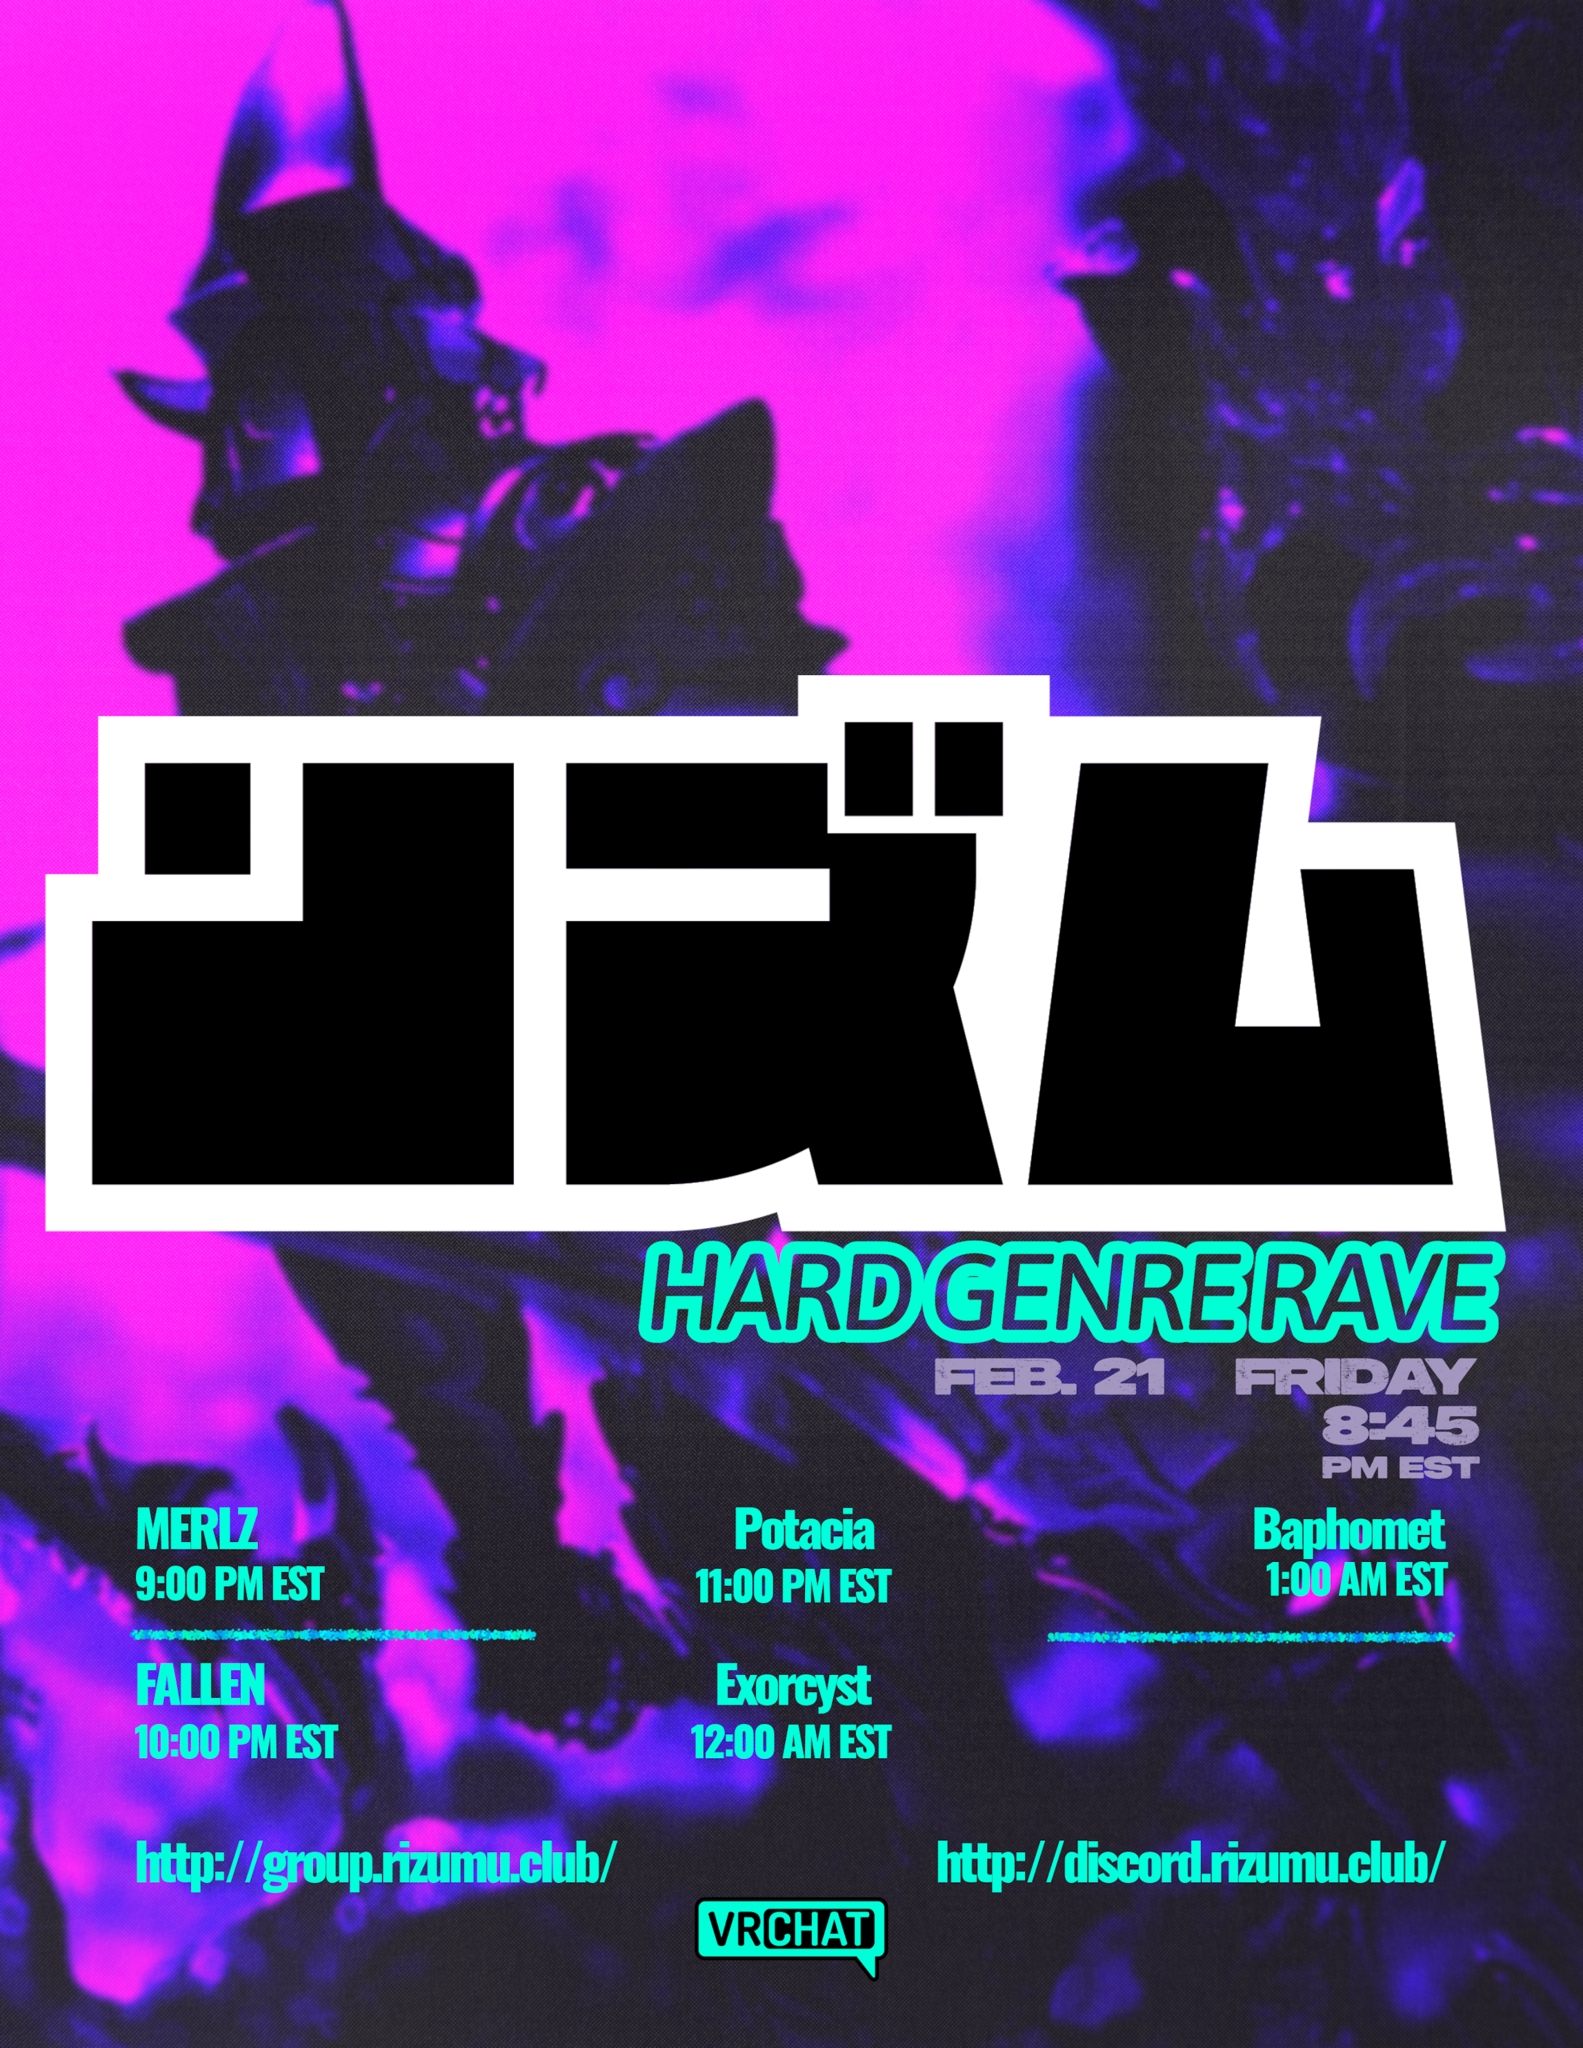 リズム
HARD GENRE RAVE
FEB. 21 FRIDAY
8:45
PM EST
MERLZ
9:00 PM EST
FALLEN
10:00 PM EST
Potacia
11:00 PM EST
Exorcyst
12:00 AM EST
Baphomet
1:00 AM EST
http://group.rizumu.club/
http://discord.rizumu.club/
VRCHAT